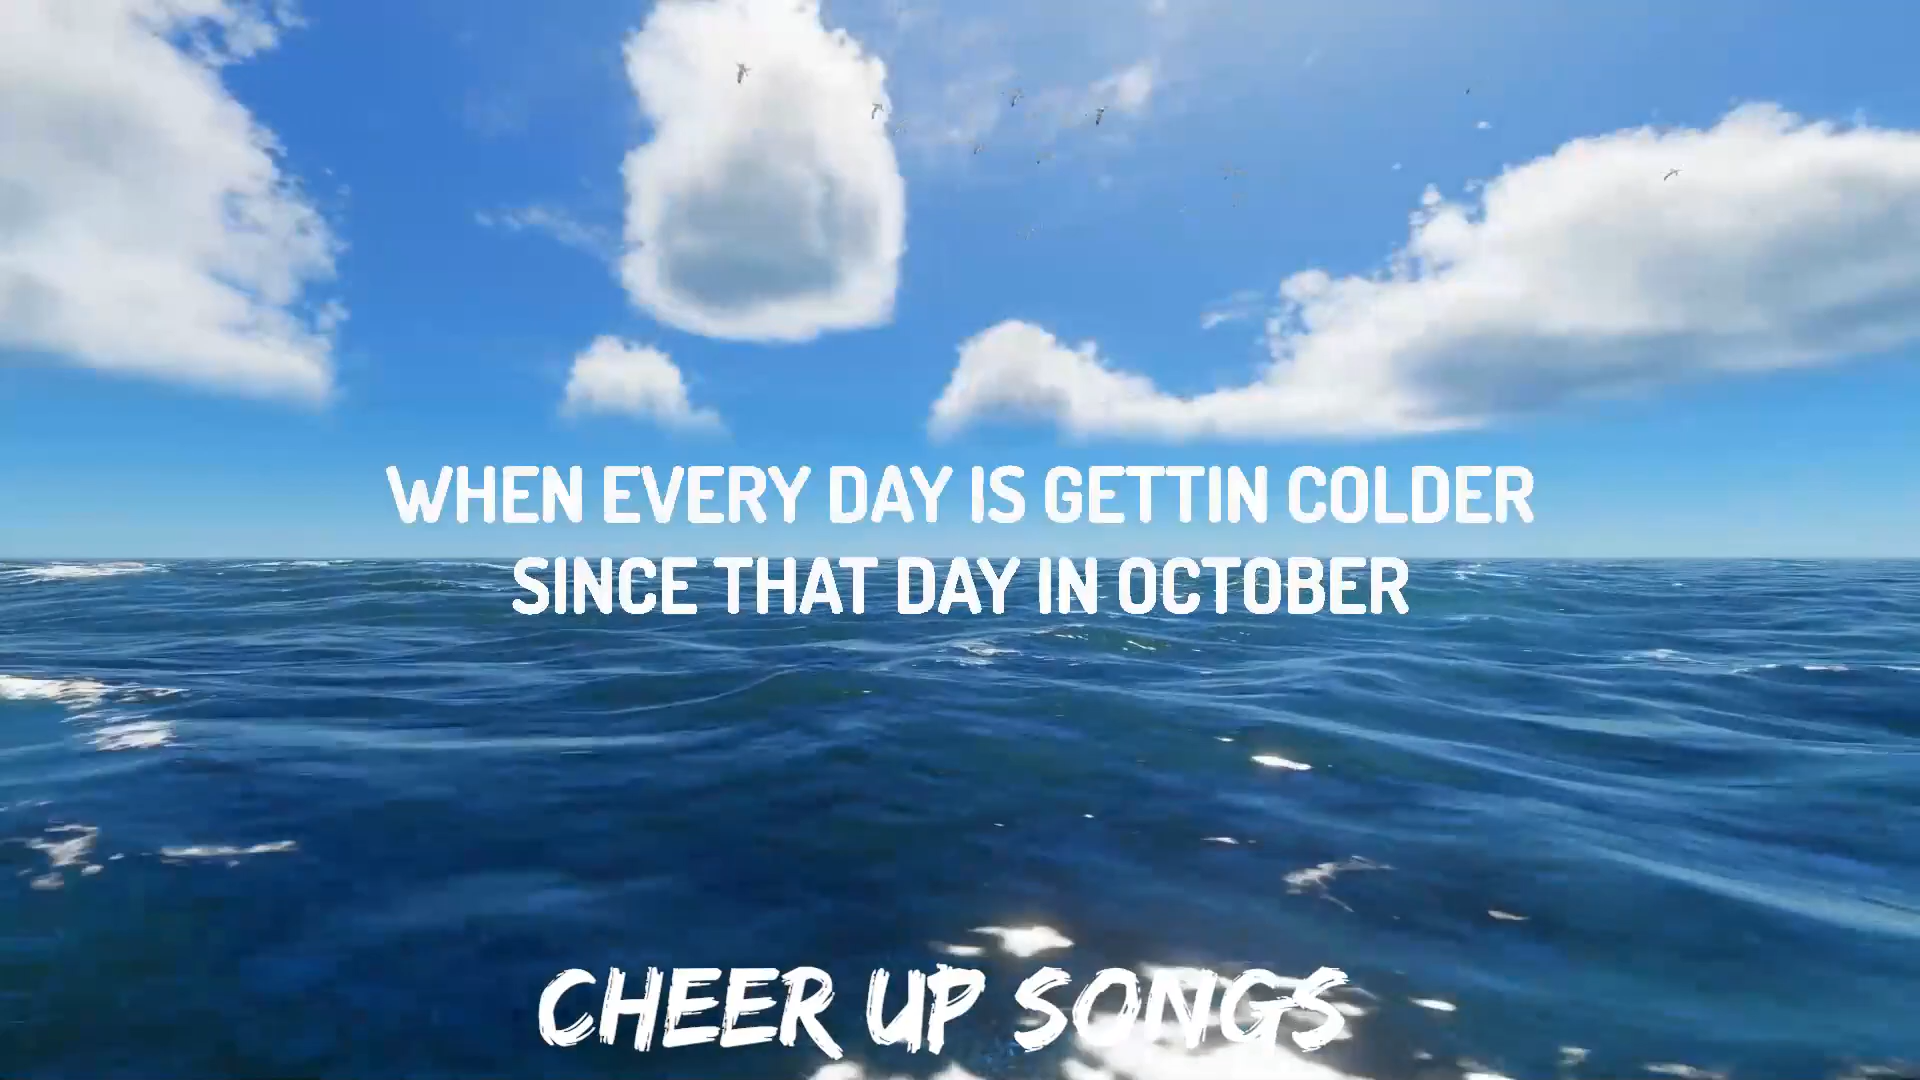 WHEN EVERY DAY IS GETTIN COLDER
SINCE THAT DAY IN OCTOBER
CHEER UP SONGS